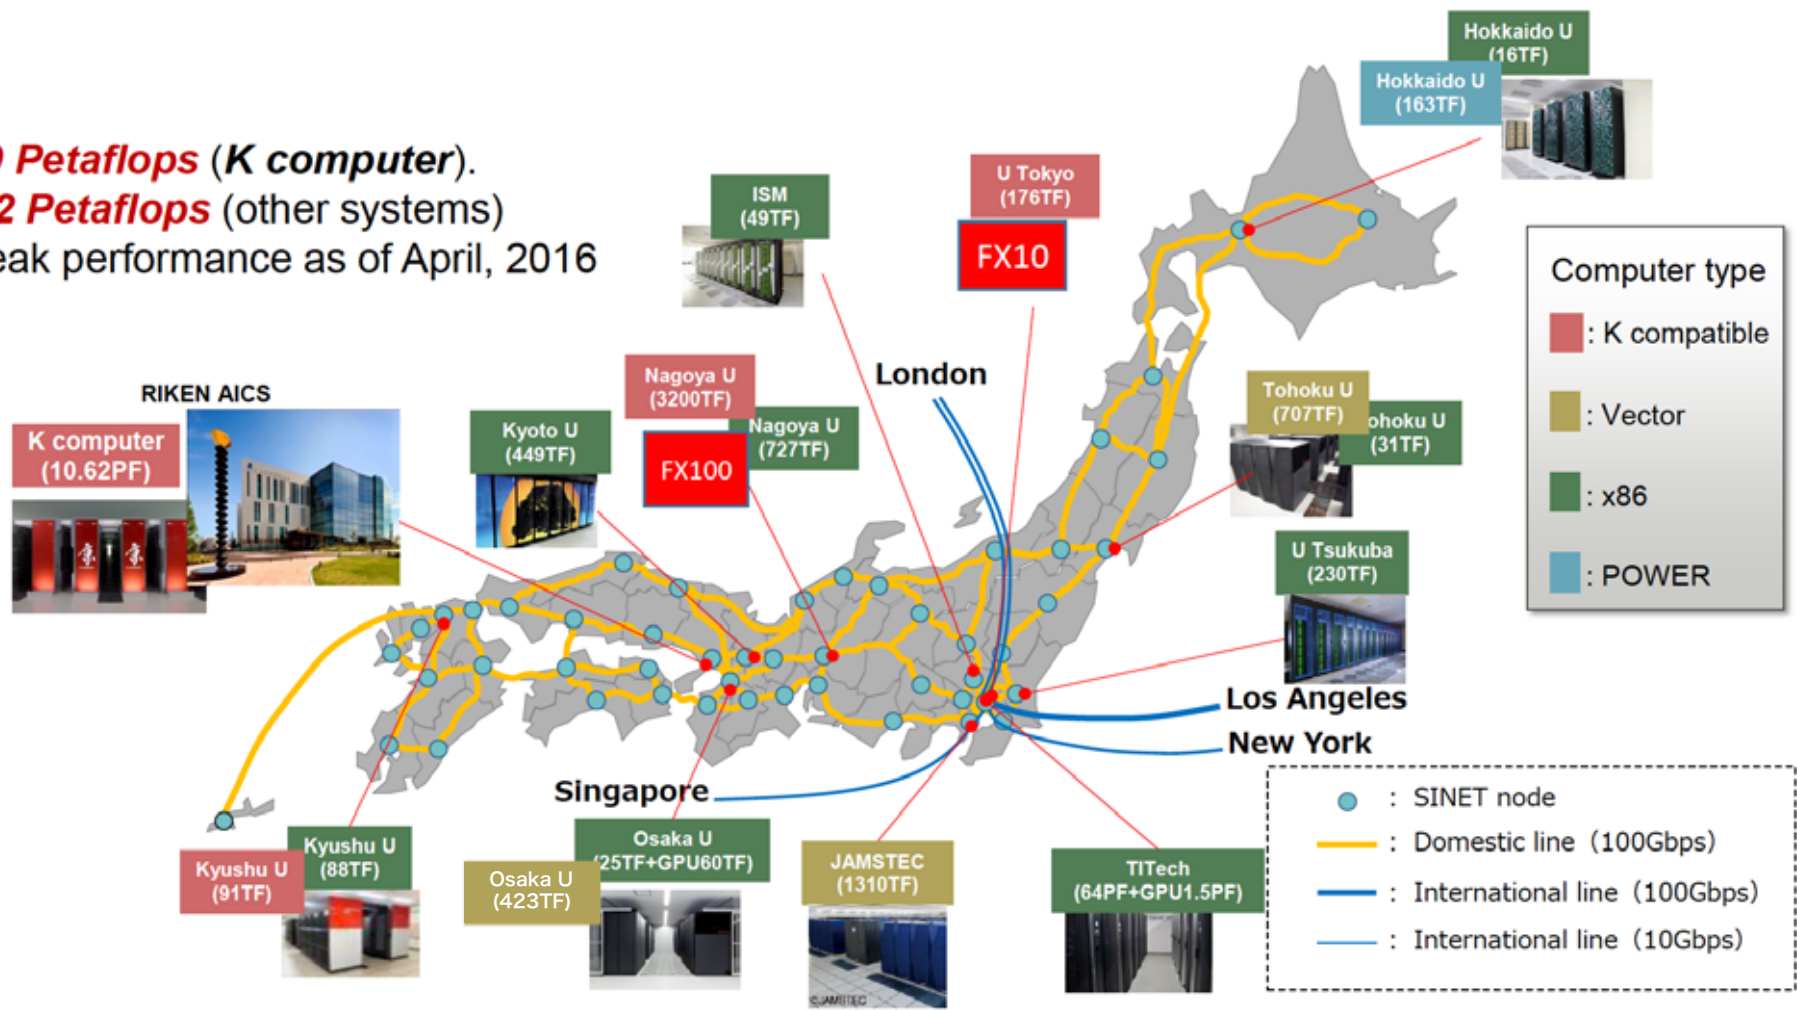 Petaflops (K computer).
2 Petaflops (other systems)
eak performance as of April, 2016
Hokkaido U
(16TF)
Hokkaido U
(163TF)
U Tokyo
(176TF)
FX10
ISM
(49TF)
Computer type
: K compatible
: Vector
: x86
: POWER
London
Nagoya U
(3200TF)
Nagoya U
(727TF)
FX100
RIKEN AICS
K computer
(10.62PF)
京
京
Kyoto U
(449TF)
Tohoku U
(707TF)
ohoku U
(31TF)
U Tsukuba
(230TF)
Los Angeles
New York
Singapore
: SINET node
: Domestic line (100Gbps)
: International line (100Gbps)
: International line (10Gbps)
Kyushu U
(88TF)
Kyushu U
(91TF)
Osaka U
25TF+GPU60TF)
Osaka U
(423TF)
JAMSTEC
(1310TF)
©JAMSTEC
TITech
(64PF+GPU1.5PF)